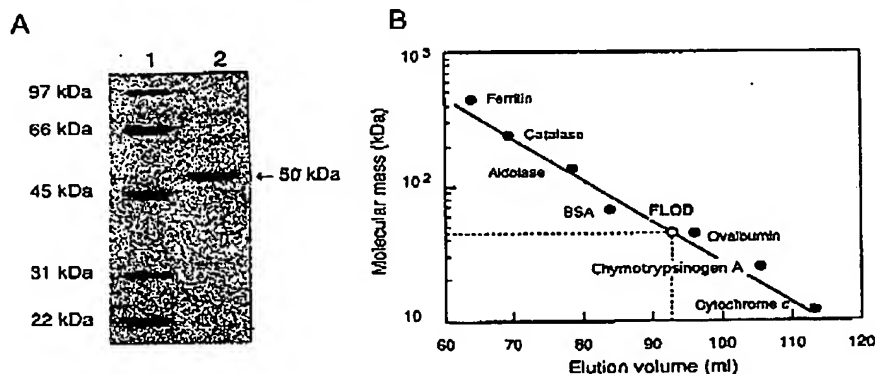 A
1 2
97 kDa
66 kDa
45 kDa
31 kDa
22 kDa
← 50 kDa
B
Molecular mass (kDa)
10³
10²
10
Ferritin
Catalase
Aldolase
BSA
FLOD
Ovalbumin
Chymotrypsinogen A
Cytochrome c
60 70 80 90 100 110 120
Elution volume (ml)